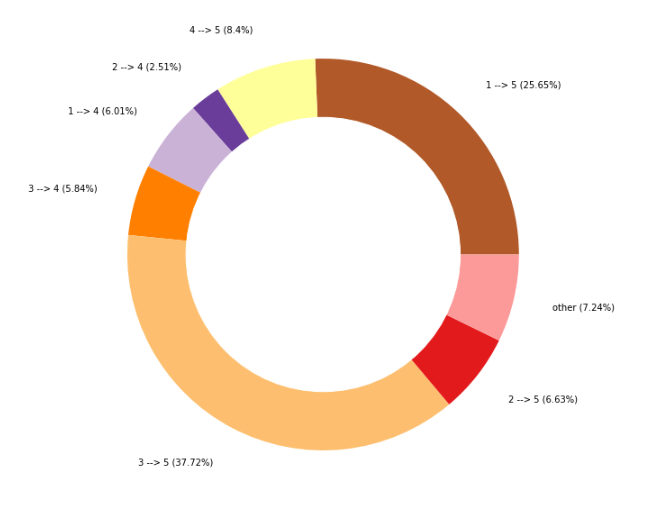 4 --> 5 (8.4%)
2 --> 4 (2.51%)
1 --> 5 (25.65%)
1 --> 4 (6.01%)
3 --> 4 (5.84%)
other (7.24%)
2 --> 5 (6.63%)
3 --> 5 (37.72%)